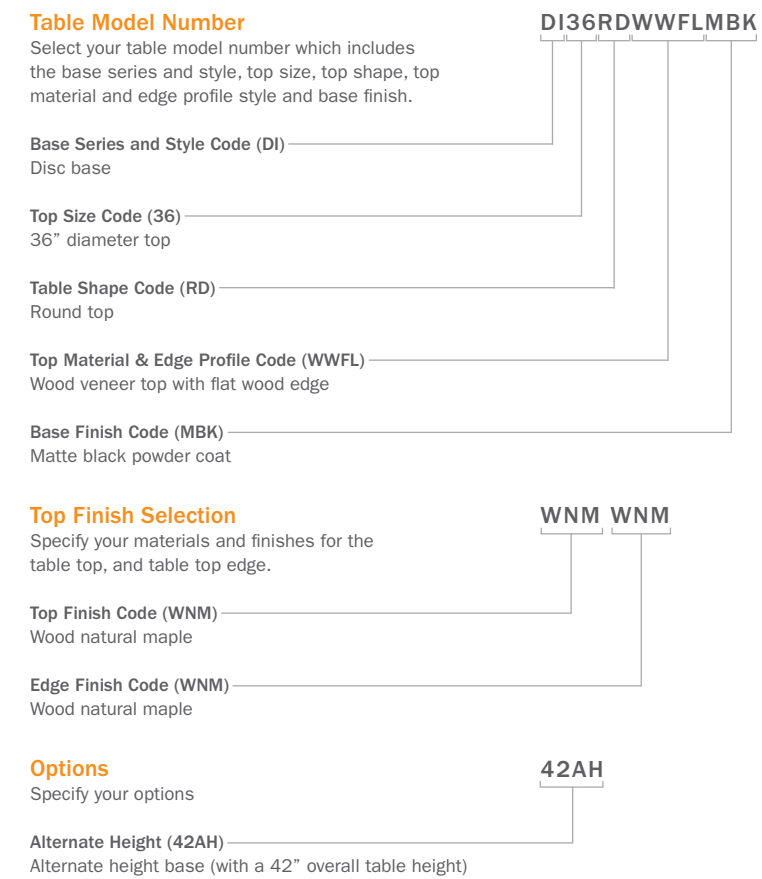 Table Model Number
DI36RDWWFLMBK
Select your table model number which includes
the base series and style, top size, top shape, top
material and edge profile style and base finish.
Base Series and Style Code (DI)
Disc base
Top Size Code (36)
36” diameter top
Table Shape Code (RD)
Round top
Top Material & Edge Profile Code (WWFL)
Wood veneer top with flat wood edge
Base Finish Code (MBK)
Matte black powder coat
Top Finish Selection
WNM WNM
Specify your materials and finishes for the
table top, and table top edge.
Top Finish Code (WNM)
Wood natural maple
Edge Finish Code (WNM)
Wood natural maple
Options
42AH
Specify your options
Alternate Height (42AH)
Alternate height base (with a 42” overall table height)